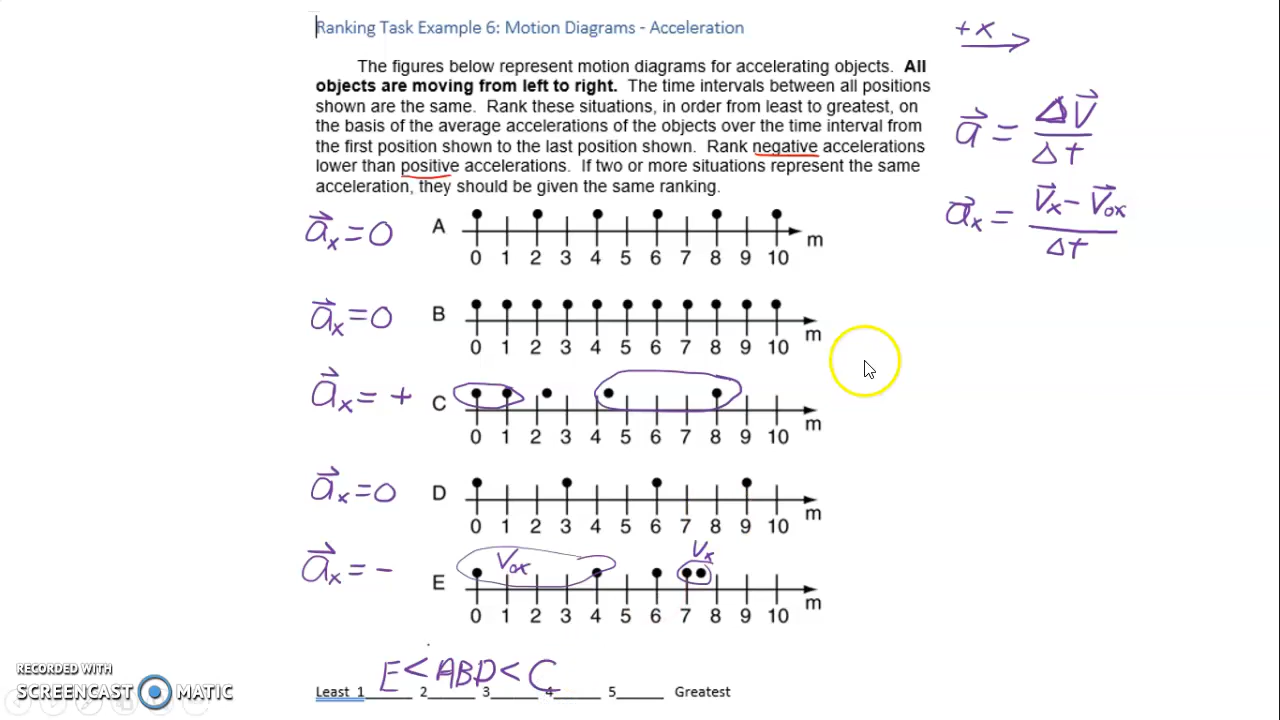 Ranking Task Example 6: Motion Diagrams - Acceleration
+x
The figures below represent motion diagrams for accelerating objects. All
objects are moving from left to right. The time intervals between all positions
shown are the same. Rank these situations, in order from least to greatest, on
the basis of the average accelerations of the objects over the time interval from
the first position shown to the last position shown. Rank negative accelerations
lower than positive accelerations. If two or more situations represent the same
acceleration, they should be given the same ranking.
a⃗ = ΔV⃗ / Δt
a⃗x = V⃗x − V⃗ox / Δt
a⃗x = 0 A m
0 1 2 3 4 5 6 7 8 9 10
a⃗x = 0 B m
0 1 2 3 4 5 6 7 8 9 10
a⃗x = + C m
0 1 2 3 4 5 6 7 8 9 10
a⃗x = 0 D m
0 1 2 3 4 5 6 7 8 9 10
Vox Vx
a⃗x = − E m
0 1 2 3 4 5 6 7 8 9 10
E < ABD < C
Least 1______ 2______ 3______ 4______ 5______ Greatest
RECORDED WITH
SCREENCAST MATIC